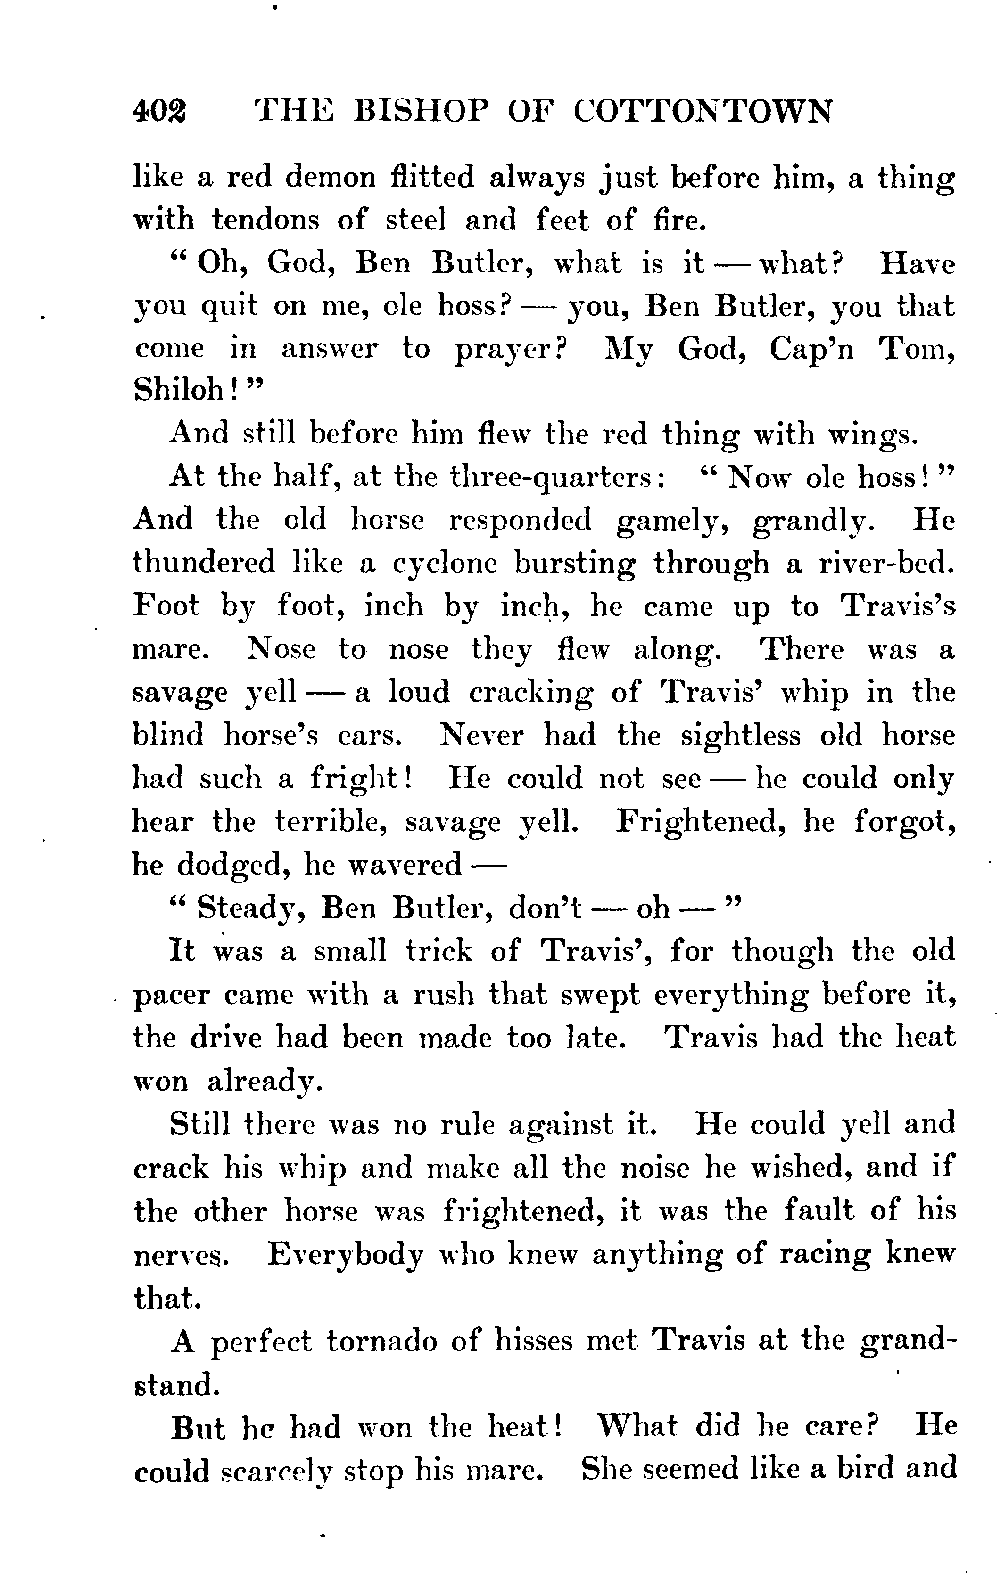 402 THE BISHOP OF COTTONTOWN
like a red demon flitted always just before him, a thing
with tendons of steel and feet of fire.
“ Oh, God, Ben Butler, what is it — what? Have
you quit on me, ole hoss? — you, Ben Butler, you that
come in answer to prayer? My God, Cap’n Tom,
Shiloh! ”
And still before him flew the red thing with wings.
At the half, at the three-quarters: “ Now ole hoss! ”
And the old horse responded gamely, grandly. He
thundered like a cyclone bursting through a river-bed.
Foot by foot, inch by inch, he came up to Travis’s
mare. Nose to nose they flew along. There was a
savage yell — a loud cracking of Travis’ whip in the
blind horse’s ears. Never had the sightless old horse
had such a fright! He could not see — he could only
hear the terrible, savage yell. Frightened, he forgot,
he dodged, he wavered —
“ Steady, Ben Butler, don’t — oh — ”
It was a small trick of Travis’, for though the old
pacer came with a rush that swept everything before it,
the drive had been made too late. Travis had the heat
won already.
Still there was no rule against it. He could yell and
crack his whip and make all the noise he wished, and if
the other horse was frightened, it was the fault of his
nerves. Everybody who knew anything of racing knew
that.
A perfect tornado of hisses met Travis at the grand-
stand.
But he had won the heat! What did he care? He
could scarcely stop his mare. She seemed like a bird and